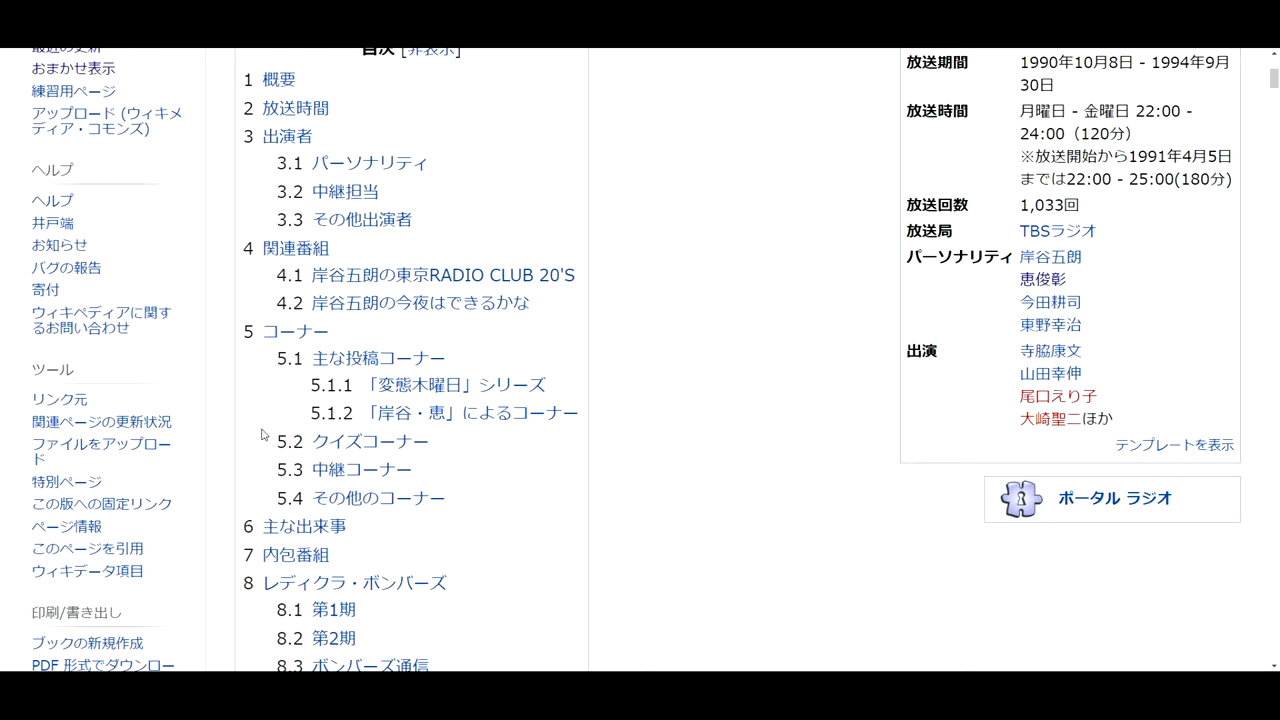 最近の更新
おまかせ表示
練習用ページ
アップロード (ウィキメ
ディア・コモンズ)
ヘルプ
ヘルプ
井戸端
お知らせ
バグの報告
寄付
ウィキペディアに関す
るお問い合わせ
ツール
リンク元
関連ページの更新状況
ファイルをアップロー
ド
特別ページ
この版への固定リンク
ページ情報
このページを引用
ウィキデータ項目
印刷/書き出し
ブックの新規作成
PDF 形式でダウンロー
目次 [非表示]
1 概要
2 放送時間
3 出演者
3.1 パーソナリティ
3.2 中継担当
3.3 その他出演者
4 関連番組
4.1 岸谷五朗の東京RADIO CLUB 20'S
4.2 岸谷五朗の今夜はできるかな
5 コーナー
5.1 主な投稿コーナー
5.1.1 「変態木曜日」シリーズ
5.1.2 「岸谷・恵」によるコーナー
5.2 クイズコーナー
5.3 中継コーナー
5.4 その他のコーナー
6 主な出来事
7 内包番組
8 レディクラ・ボンバーズ
8.1 第1期
8.2 第2期
8.3 ボンバーズ通信
放送期間 1990年10月8日 - 1994年9月
30日
放送時間 月曜日 - 金曜日 22:00 -
24:00（120分）
※放送開始から1991年4月5日
までは22:00 - 25:00(180分)
放送回数 1,033回
放送局 TBSラジオ
パーソナリティ 岸谷五朗
恵俊彰
今田耕司
東野幸治
出演 寺脇康文
山田幸伸
尾口えり子
大崎聖二ほか
テンプレートを表示
ポータル ラジオ